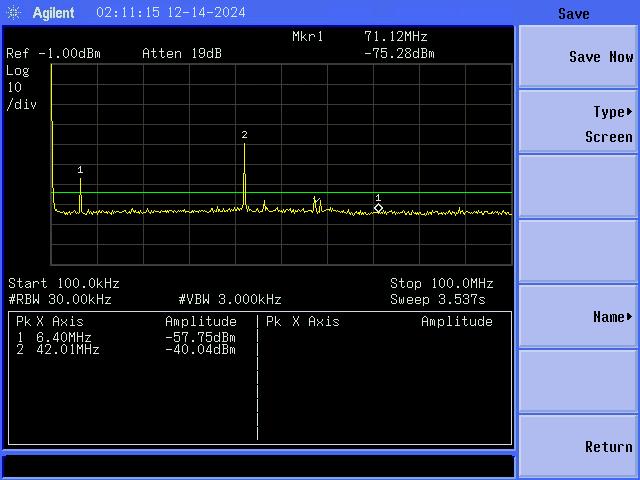 Agilent 02:11:15 12-14-2024
Save
Mkr1 71.12MHz
Ref -1.00dBm Atten 19dB -75.28dBm
Log
10
/div
2
1
1
Start 100.0kHz Stop 100.0MHz
#RBW 30.00kHz #VBW 3.000kHz Sweep 3.537s
Pk X Axis Amplitude Pk X Axis Amplitude
1 6.40MHz -57.75dBm
2 42.01MHz -40.04dBm
Save Now
Type
Screen
Name
Return